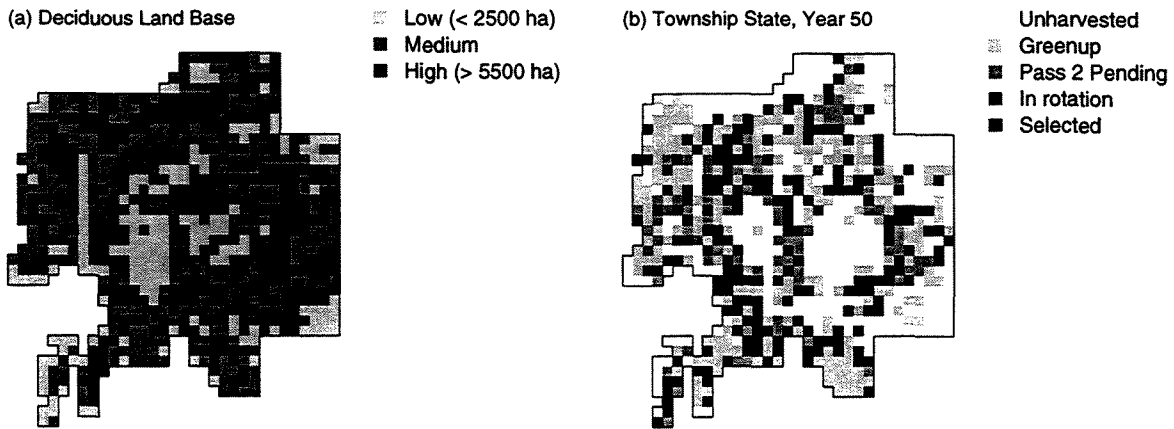 (a) Deciduous Land Base
Low (< 2500 ha)
Medium
High (> 5500 ha)
(b) Township State, Year 50
Unharvested
Greenup
Pass 2 Pending
In rotation
Selected